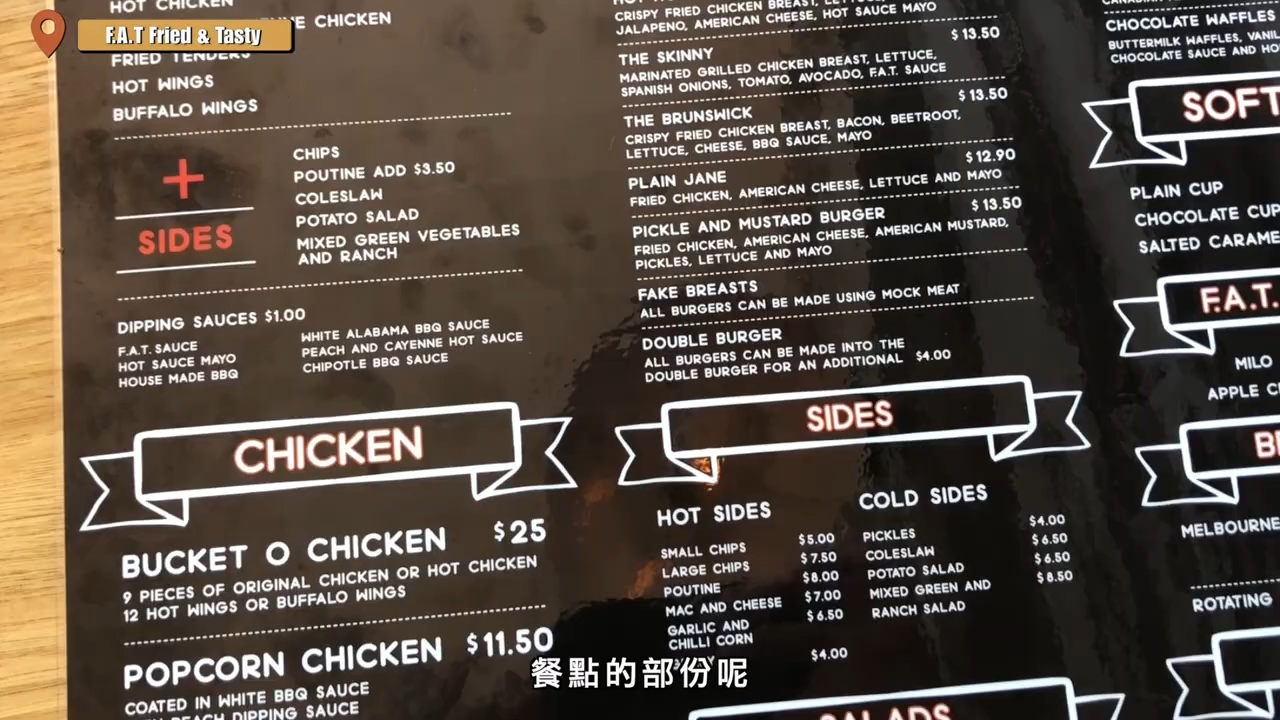 F.A.T Fried & Tasty
HOT CHICKEN
CHICKEN
FRIED TENDERS
HOT WINGS
BUFFALO WINGS
+
SIDES
CHIPS
POUTINE ADD $3.50
COLESLAW
POTATO SALAD
MIXED GREEN VEGETABLES
AND RANCH
DIPPING SAUCES $1.00
F.A.T. SAUCE
HOT SAUCE MAYO
HOUSE MADE BBQ
WHITE ALABAMA BBQ SAUCE
PEACH AND CAYENNE HOT SAUCE
CHIPOTLE BBQ SAUCE
CHICKEN
BUCKET O CHICKEN $25
9 PIECES OF ORIGINAL CHICKEN OR HOT CHICKEN
12 HOT WINGS OR BUFFALO WINGS
POPCORN CHICKEN $11.50
COATED IN WHITE BBQ SAUCE
PEACH DIPPING SAUCE
CRISPY FRIED CHICKEN BREAST,
JALAPENO, AMERICAN CHEESE, HOT SAUCE MAYO
THE SKINNY $13.50
MARINATED GRILLED CHICKEN BREAST, LETTUCE,
SPANISH ONIONS, TOMATO, AVOCADO, F.A.T. SAUCE
THE BRUNSWICK $13.50
CRISPY FRIED CHICKEN BREAST, BACON, BEETROOT,
LETTUCE, CHEESE, BBQ SAUCE, MAYO
PLAIN JANE $12.90
FRIED CHICKEN, AMERICAN CHEESE, LETTUCE AND MAYO
PICKLE AND MUSTARD BURGER $13.50
FRIED CHICKEN, AMERICAN CHEESE, AMERICAN MUSTARD,
PICKLES, LETTUCE AND MAYO
FAKE BREASTS
ALL BURGERS CAN BE MADE USING MOCK MEAT
DOUBLE BURGER
ALL BURGERS CAN BE MADE INTO THE
DOUBLE BURGER FOR AN ADDITIONAL $4.00
SIDES
HOT SIDES
SMALL CHIPS $5.00
LARGE CHIPS $7.50
POUTINE $8.00
MAC AND CHEESE $7.00
GARLIC AND $6.50
CHILLI CORN
$4.00
COLD SIDES
PICKLES $4.00
COLESLAW $6.50
POTATO SALAD $6.50
MIXED GREEN AND $8.50
RANCH SALAD
SALADS
CHOCOLATE WAFFLES
BUTTERMILK WAFFLES,
CHOCOLATE SAUCE AND
SOFT
PLAIN CUP
CHOCOLATE CUP
SALTED
F.A.T.
MILO
APPLE
MELBOURNE
ROTATING
餐點的部份呢